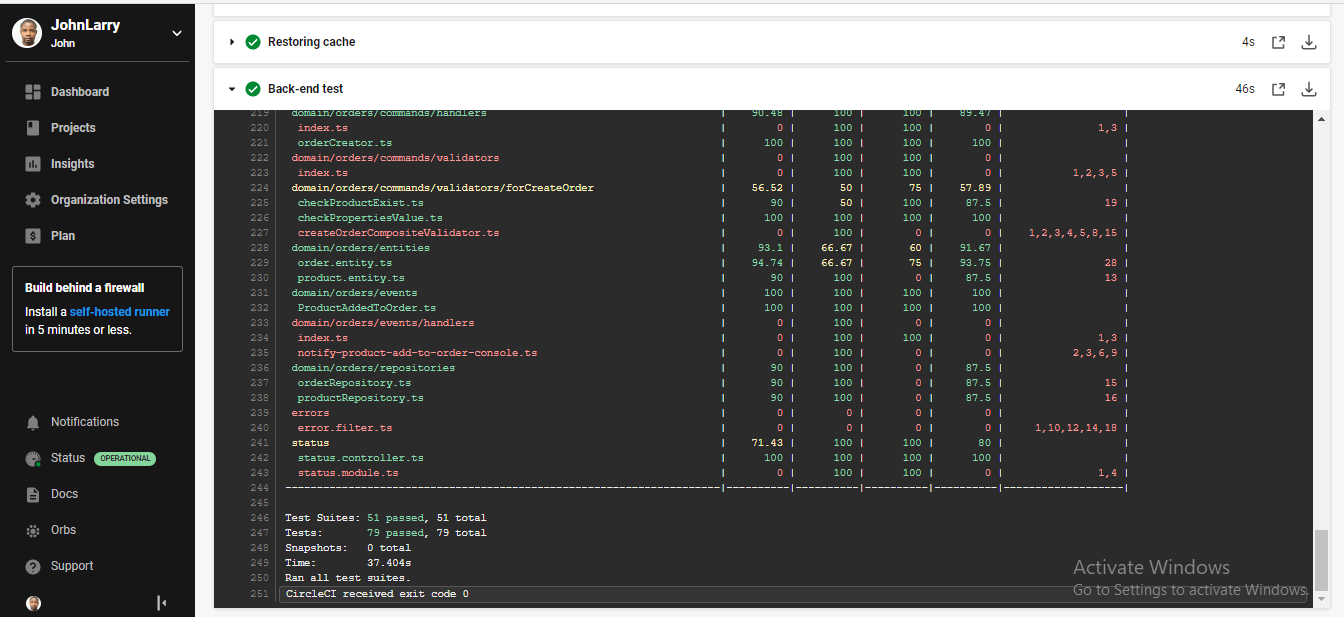 JohnLarry
John
Dashboard
Projects
Insights
Organization Settings
Plan
Build behind a firewall
Install a self-hosted runner
in 5 minutes or less.
Notifications
Status OPERATIONAL
Docs
Orbs
Support
Restoring cache 4s
Back-end test 46s
219 domain/orders/commands/handlers | 90.48 | 100 | 100 | 89.47 | |
220 index.ts | 0 | 100 | 100 | 0 | 1,3 |
221 orderCreator.ts | 100 | 100 | 100 | 100 | |
222 domain/orders/commands/validators | 0 | 100 | 100 | 0 | |
223 index.ts | 0 | 100 | 100 | 0 | 1,2,3,5 |
224 domain/orders/commands/validators/forCreateOrder | 56.52 | 50 | 75 | 57.89 | |
225 checkProductExist.ts | 90 | 50 | 100 | 87.5 | 19 |
226 checkPropertiesValue.ts | 100 | 100 | 100 | 100 | |
227 createOrderCompositeValidator.ts | 0 | 100 | 0 | 0 | 1,2,3,4,5,8,15 |
228 domain/orders/entities | 93.1 | 66.67 | 60 | 91.67 | |
229 order.entity.ts | 94.74 | 66.67 | 75 | 93.75 | 28 |
230 product.entity.ts | 90 | 100 | 0 | 87.5 | 13 |
231 domain/orders/events | 100 | 100 | 100 | 100 | |
232 ProductAddedToOrder.ts | 100 | 100 | 100 | 100 | |
233 domain/orders/events/handlers | 0 | 100 | 0 | 0 | |
234 index.ts | 0 | 100 | 100 | 0 | 1,3 |
235 notify-product-add-to-order-console.ts | 0 | 100 | 0 | 0 | 2,3,6,9 |
236 domain/orders/repositories | 90 | 100 | 0 | 87.5 | |
237 orderRepository.ts | 90 | 100 | 0 | 87.5 | 15 |
238 productRepository.ts | 90 | 100 | 0 | 87.5 | 16 |
239 errors | 0 | 0 | 0 | 0 | |
240 error.filter.ts | 0 | 0 | 0 | 0 | 1,10,12,14,18 |
241 status | 71.43 | 100 | 100 | 80 | |
242 status.controller.ts | 100 | 100 | 100 | 100 | |
243 status.module.ts | 0 | 100 | 100 | 0 | 1,4 |
244 ---------------------------------------------------------------------|----------|----------|----------|----------|-------------------|
245
246 Test Suites: 51 passed, 51 total
247 Tests: 79 passed, 79 total
248 Snapshots: 0 total
249 Time: 37.404s
250 Ran all test suites.
251 CircleCI received exit code 0
Activate Windows
Go to Settings to activate Windows.